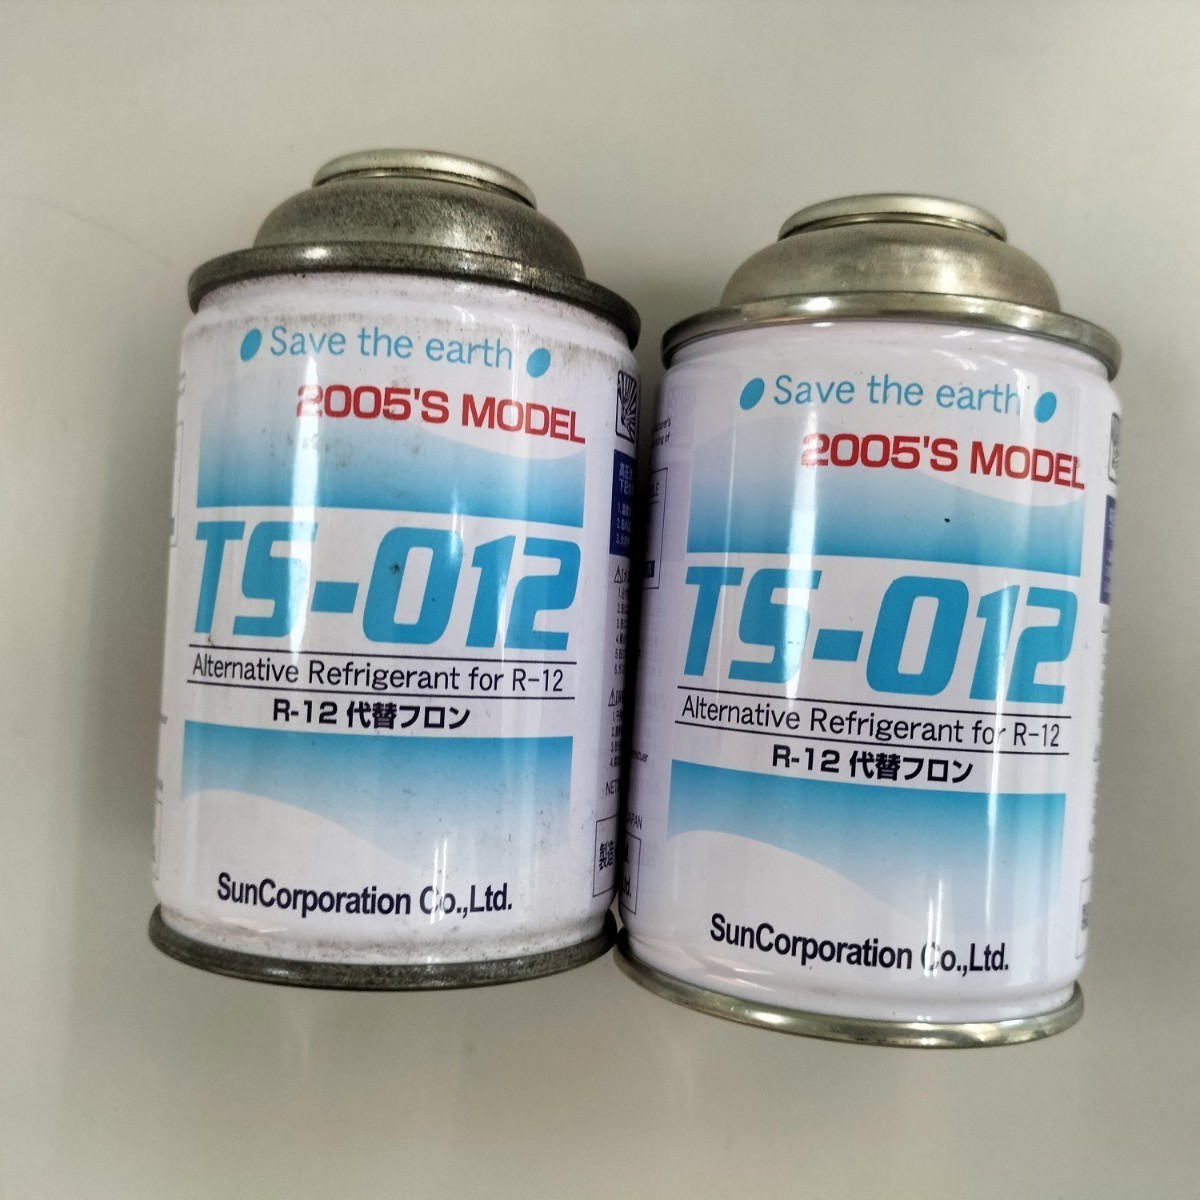 Save the earth
2005'S MODEL
TS-012
Alternative Refrigerant for R-12
R-12 代替フロン
SunCorporation Co.,Ltd.
製造
Save the earth
2005'S MODEL
TS-012
Alternative Refrigerant for R-12
R-12 代替フロン
SunCorporation Co.,Ltd.